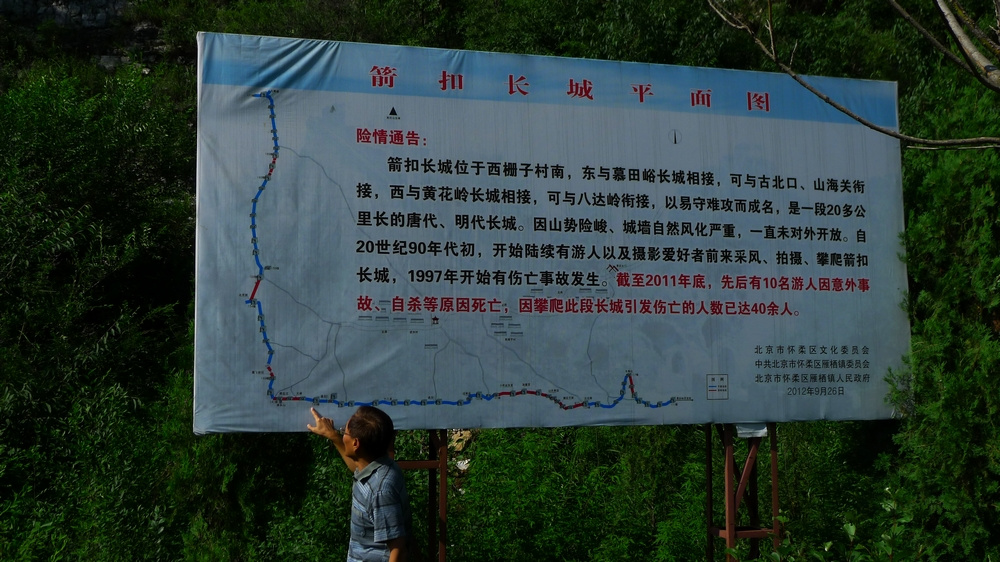 箭扣长城平面图
险情通告：
箭扣长城位于西栅子村南，东与慕田峪长城相接，可与古北口、山海关衔
接，西与黄花岭长城相接，可与八达岭衔接，以易守难攻而成名，是一段20多公
里长的唐代、明代长城。因山势险峻、城墙自然风化严重，一直未对外开放。自
20世纪90年代初，开始陆续有游人以及摄影爱好者前来采风、拍摄、攀爬箭扣
长城，1997年开始有伤亡事故发生。截至2011年底，先后有10名游人因意外事
故、自杀等原因死亡；因攀爬此段长城引发伤亡的人数已达40余人。
北京市怀柔区文化委员会
中共北京市怀柔区雁栖镇委员会
北京市怀柔区雁栖镇人民政府
2012年9月26日